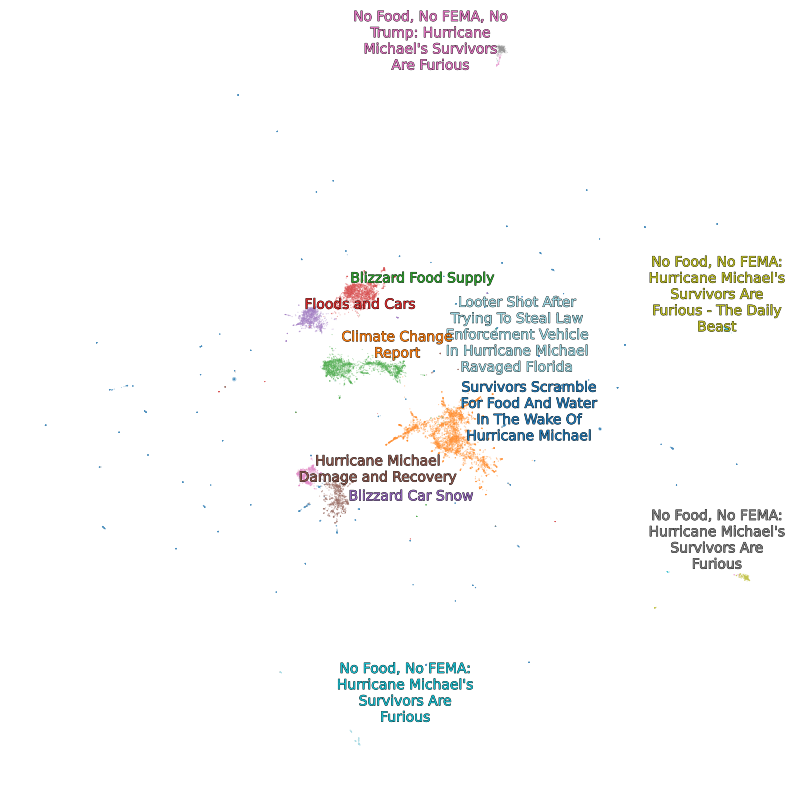 No Food, No FEMA, No
Trump: Hurricane
Michael's Survivors
Are Furious
No Food, No FEMA:
Hurricane Michael's
Survivors Are
Furious - The Daily
Beast
Blizzard Food Supply
Floods and Cars
Looter Shot After
Trying To Steal Law
Enforcement Vehicle
In Hurricane Michael
Ravaged Florida
Climate Change
Report
Survivors Scramble
For Food And Water
In The Wake Of
Hurricane Michael
Hurricane Michael
Damage and Recovery
Blizzard Car Snow
No Food, No FEMA:
Hurricane Michael's
Survivors Are
Furious
No Food, No FEMA:
Hurricane Michael's
Survivors Are
Furious